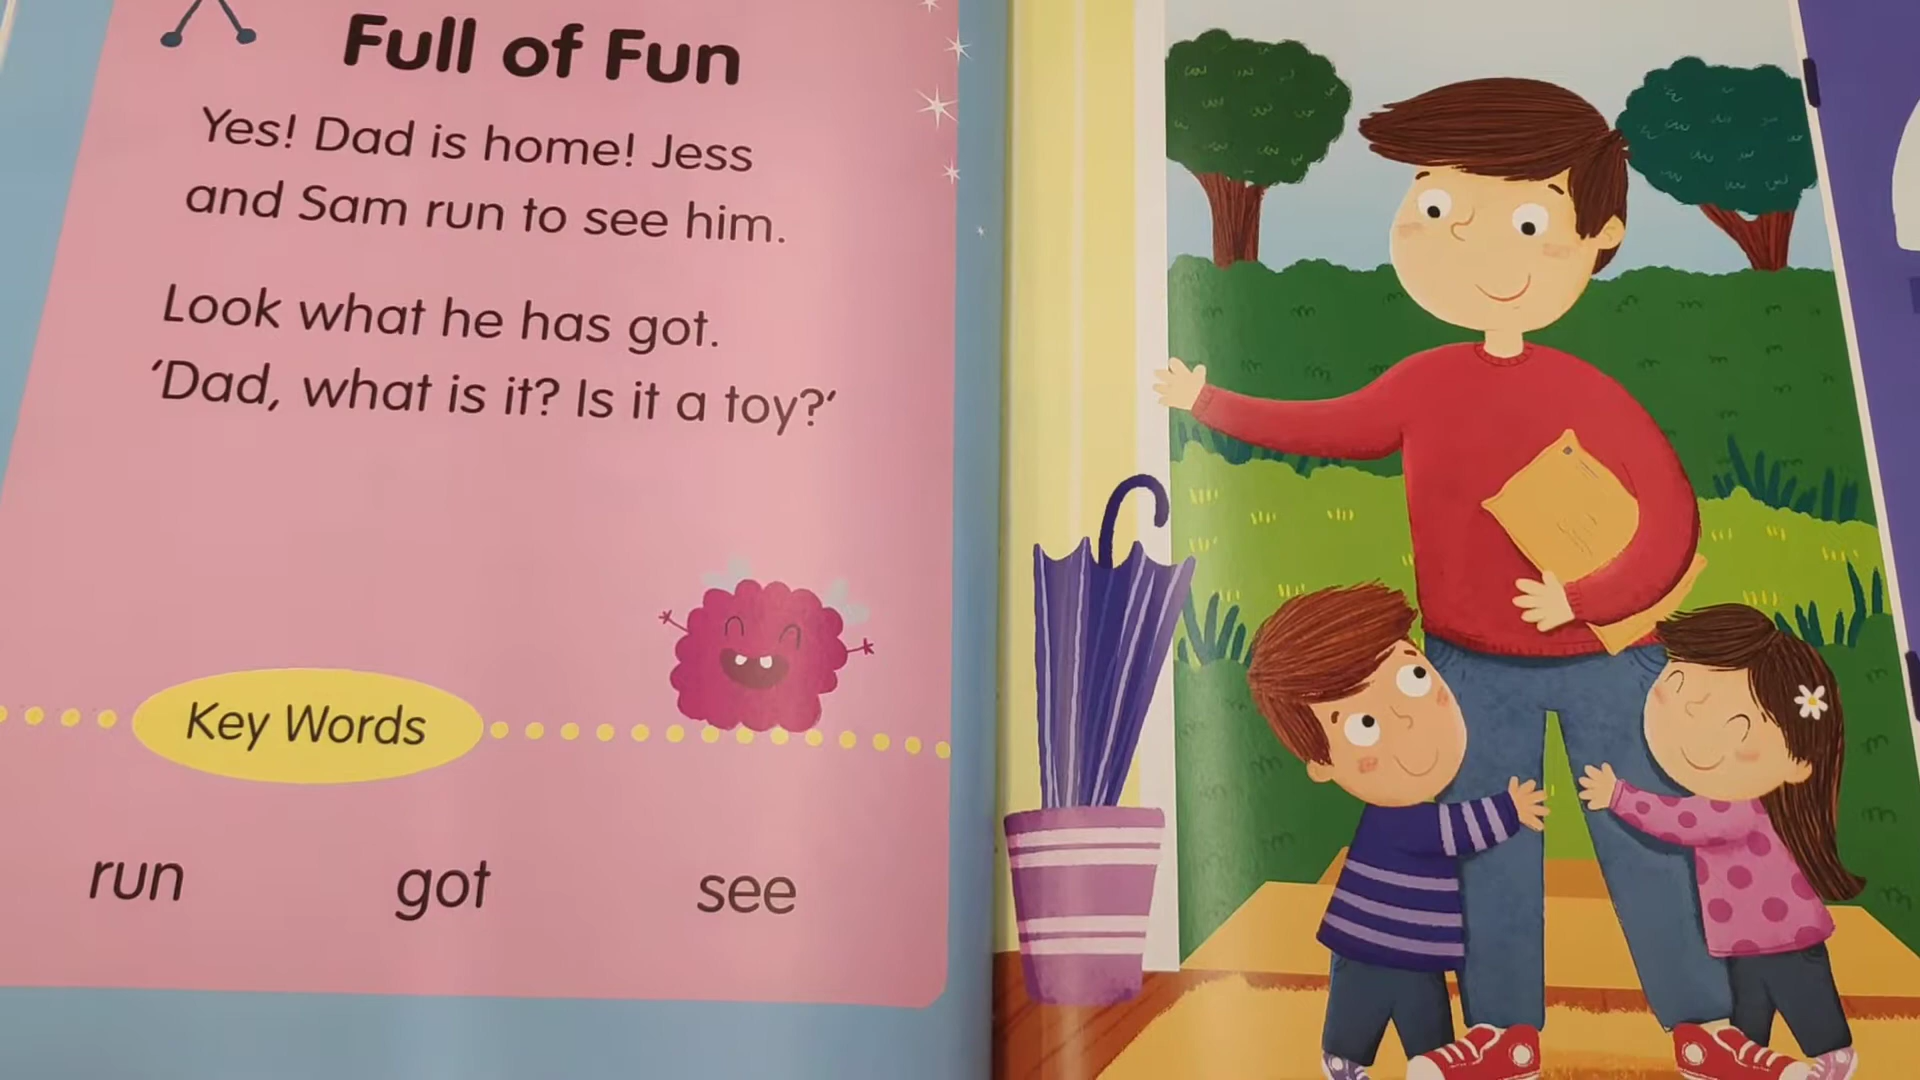 Full of Fun
Yes! Dad is home! Jess
and Sam run to see him.
Look what he has got.
‘Dad, what is it? Is it a toy?’
Key Words
run got see